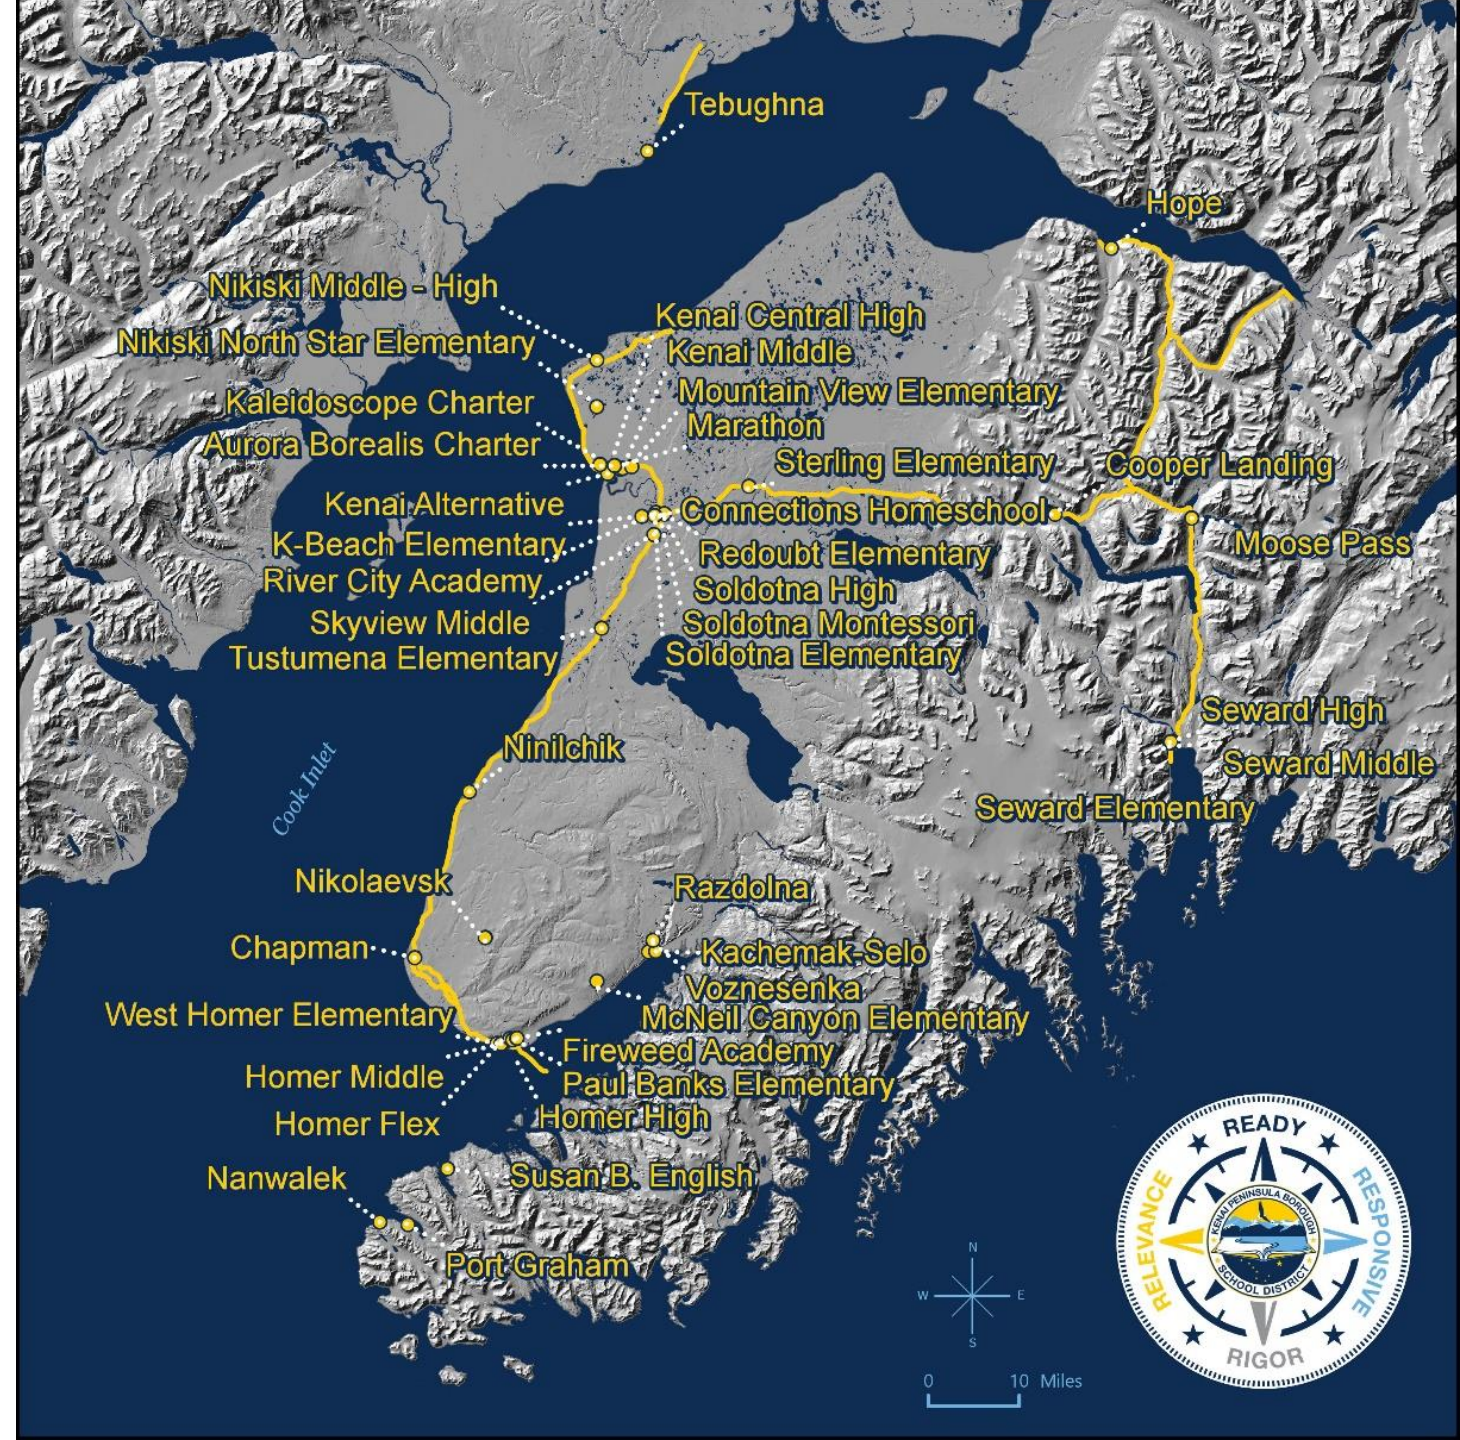 Tebughna
Hope
Nikiski Middle - High
Kenai Central High
Nikiski North Star Elementary
Kenai Middle
Mountain View Elementary
Kaleidoscope Charter
Marathon
Aurora Borealis Charter
Sterling Elementary
Cooper Landing
Kenai Alternative
Connections Homeschool
K-Beach Elementary
Moose Pass
Redoubt Elementary
River City Academy
Soldotna High
Skyview Middle
Soldotna Montessori
Tustumena Elementary
Soldotna Elementary
Seward High
Ninilchik
Seward Middle
Cook Inlet
Seward Elementary
Nikolaevsk
Razdolna
Chapman
Kachemak-Selo
Voznesenka
West Homer Elementary
McNeil Canyon Elementary
Fireweed Academy
Homer Middle
Paul Banks Elementary
Homer High
Homer Flex
Susan B. English
Nanwalek
Port Graham
READY
RELEVANCE
RESPONSIVE
KENAI PENINSULA BOROUGH
SCHOOL DISTRICT
RIGOR
N
W
E
S
0
10 Miles